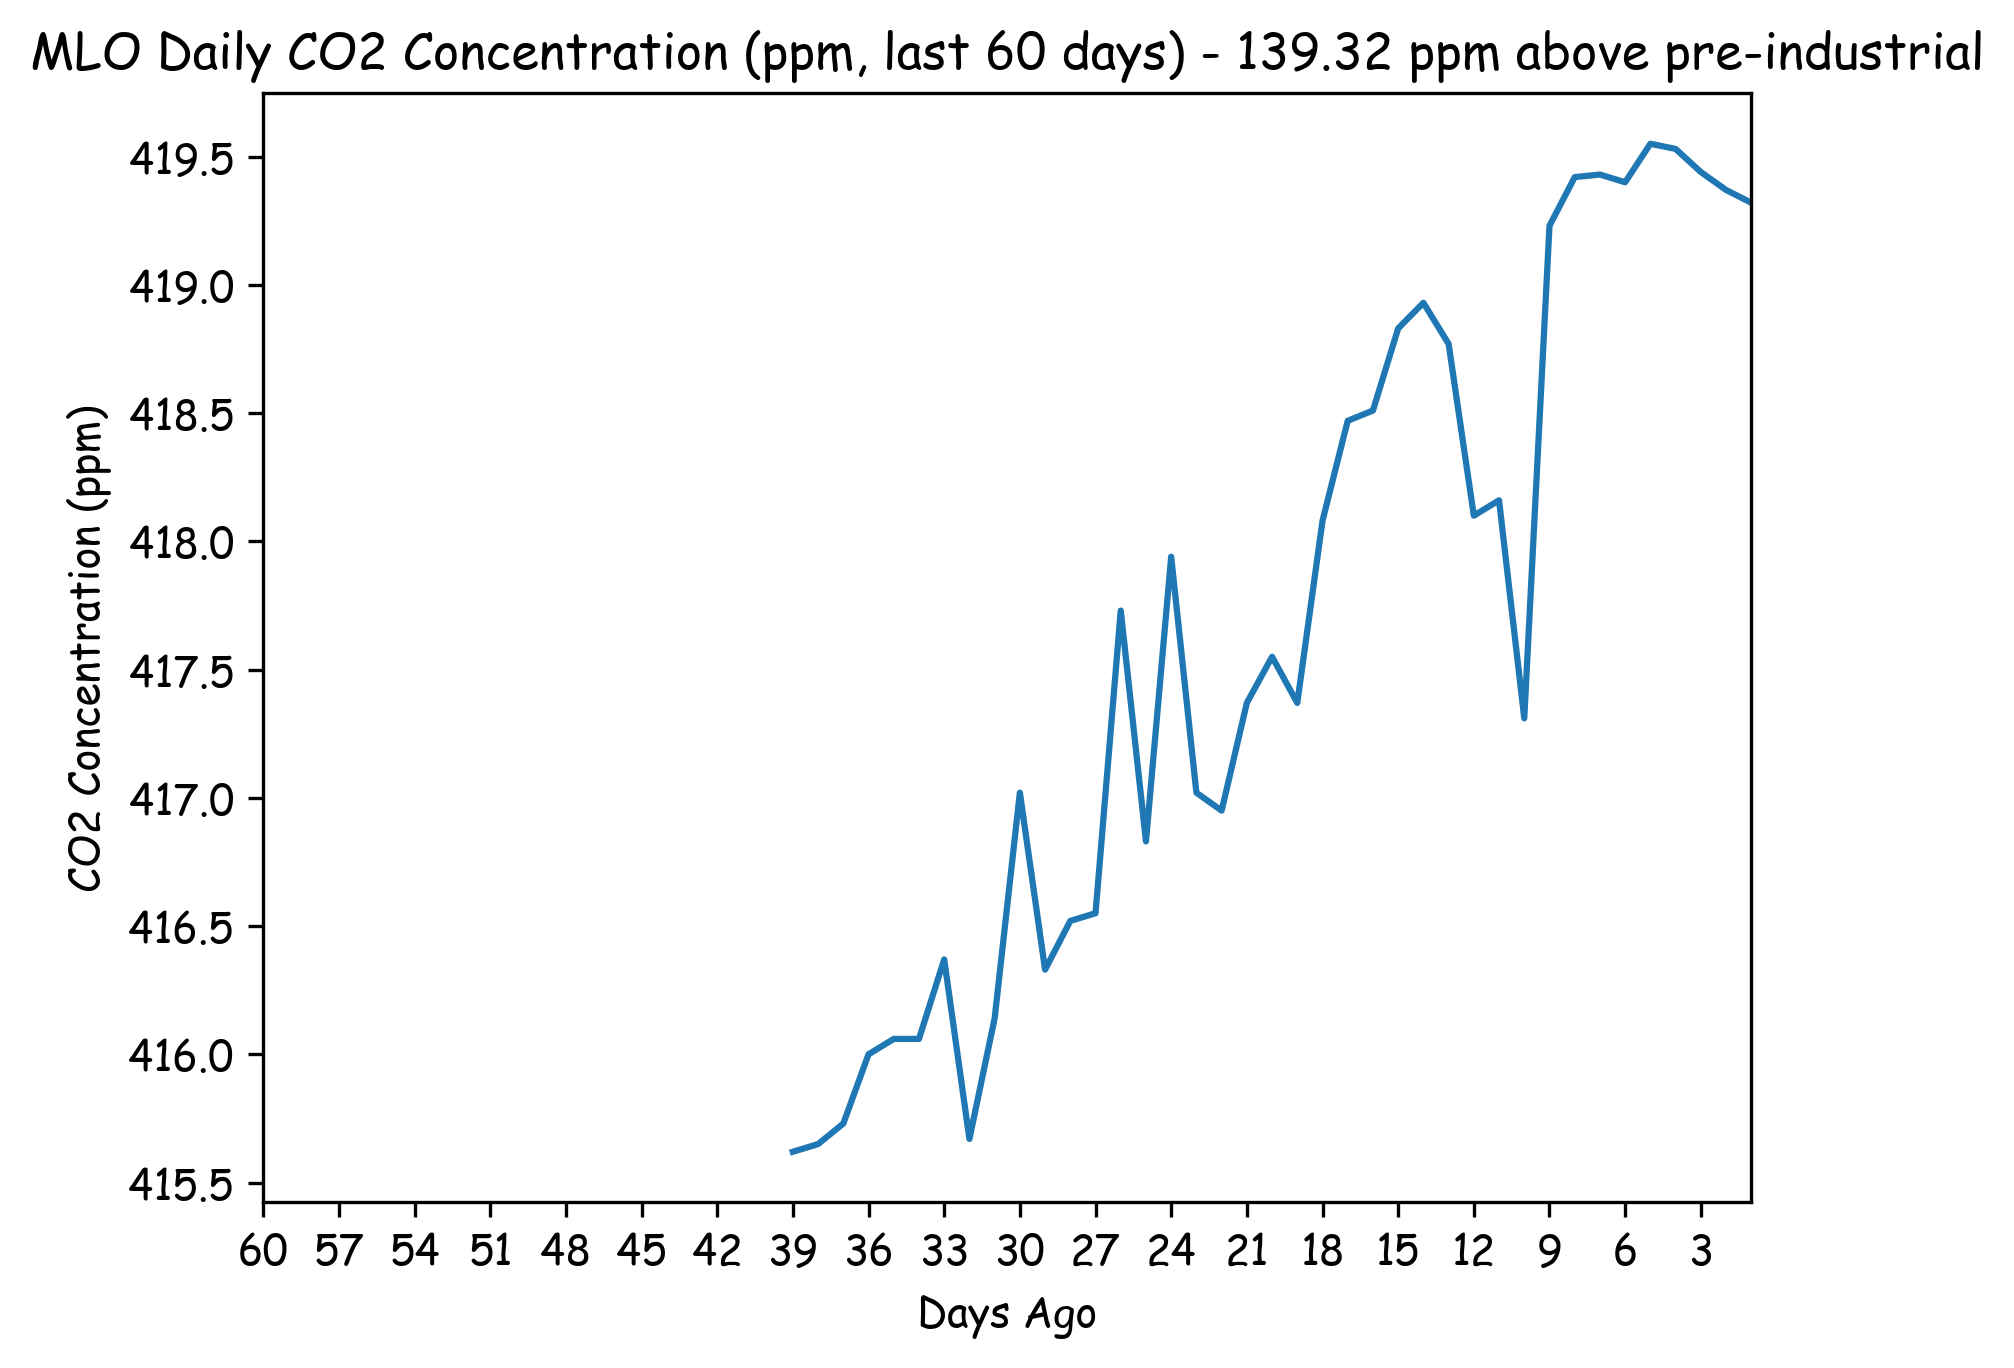 MLO Daily CO2 Concentration (ppm, last 60 days) - 139.32 ppm above pre-industrial
419.5
419.0
418.5
418.0
417.5
417.0
416.5
416.0
415.5
CO2 Concentration (ppm)
60 57 54 51 48 45 42 39 36 33 30 27 24 21 18 15 12 9 6 3
Days Ago